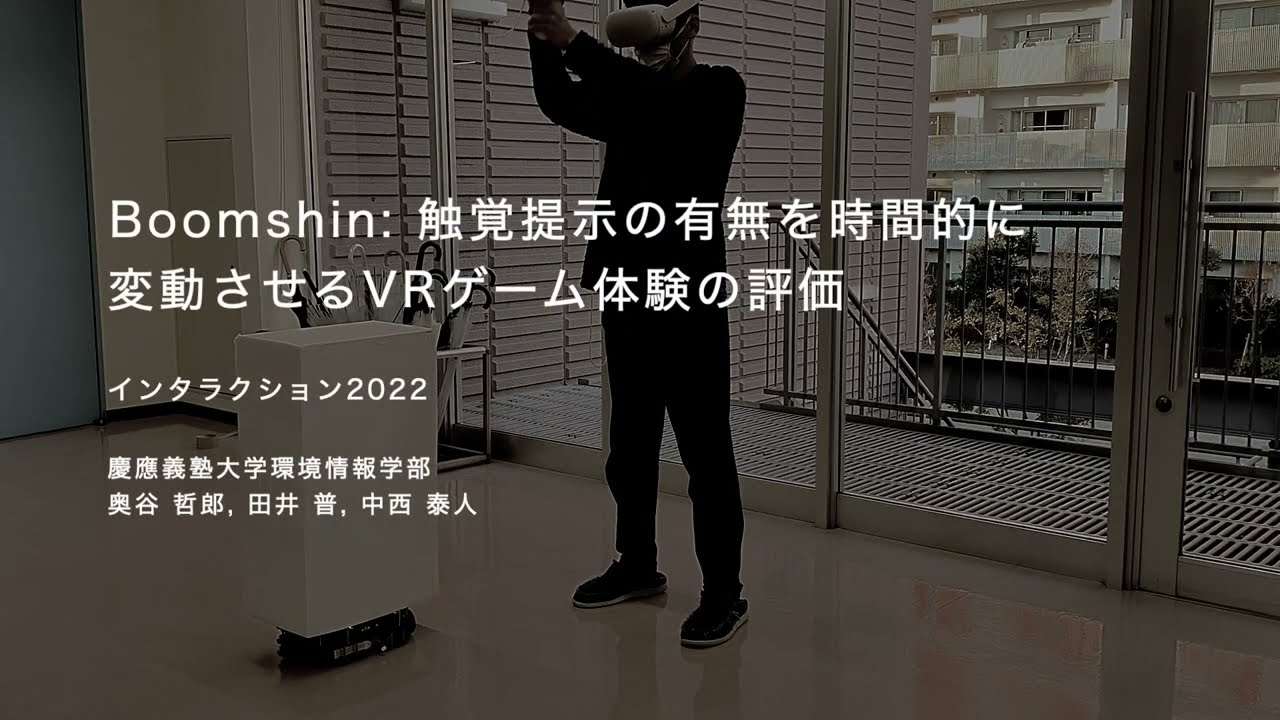 Boomshin: 触覚提示の有無を時間的に
変動させるVRゲーム体験の評価
インタラクション2022
慶應義塾大学環境情報学部
奥谷 哲郎, 田井 普, 中西 泰人